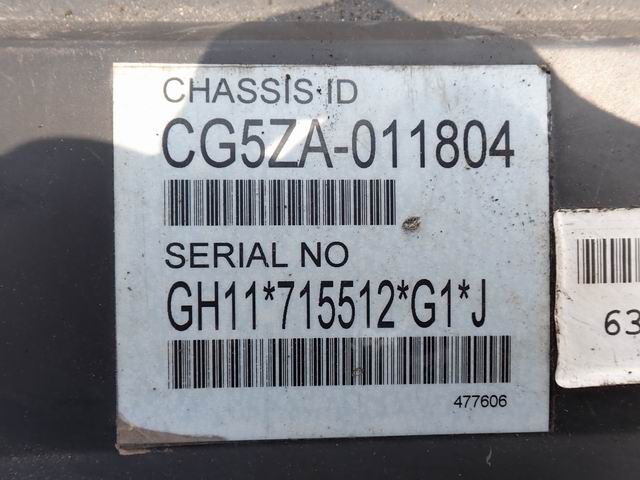 CHASSIS ID
CG5ZA-011804
SERIAL NO
GH11*715512*G1*J
477606
63